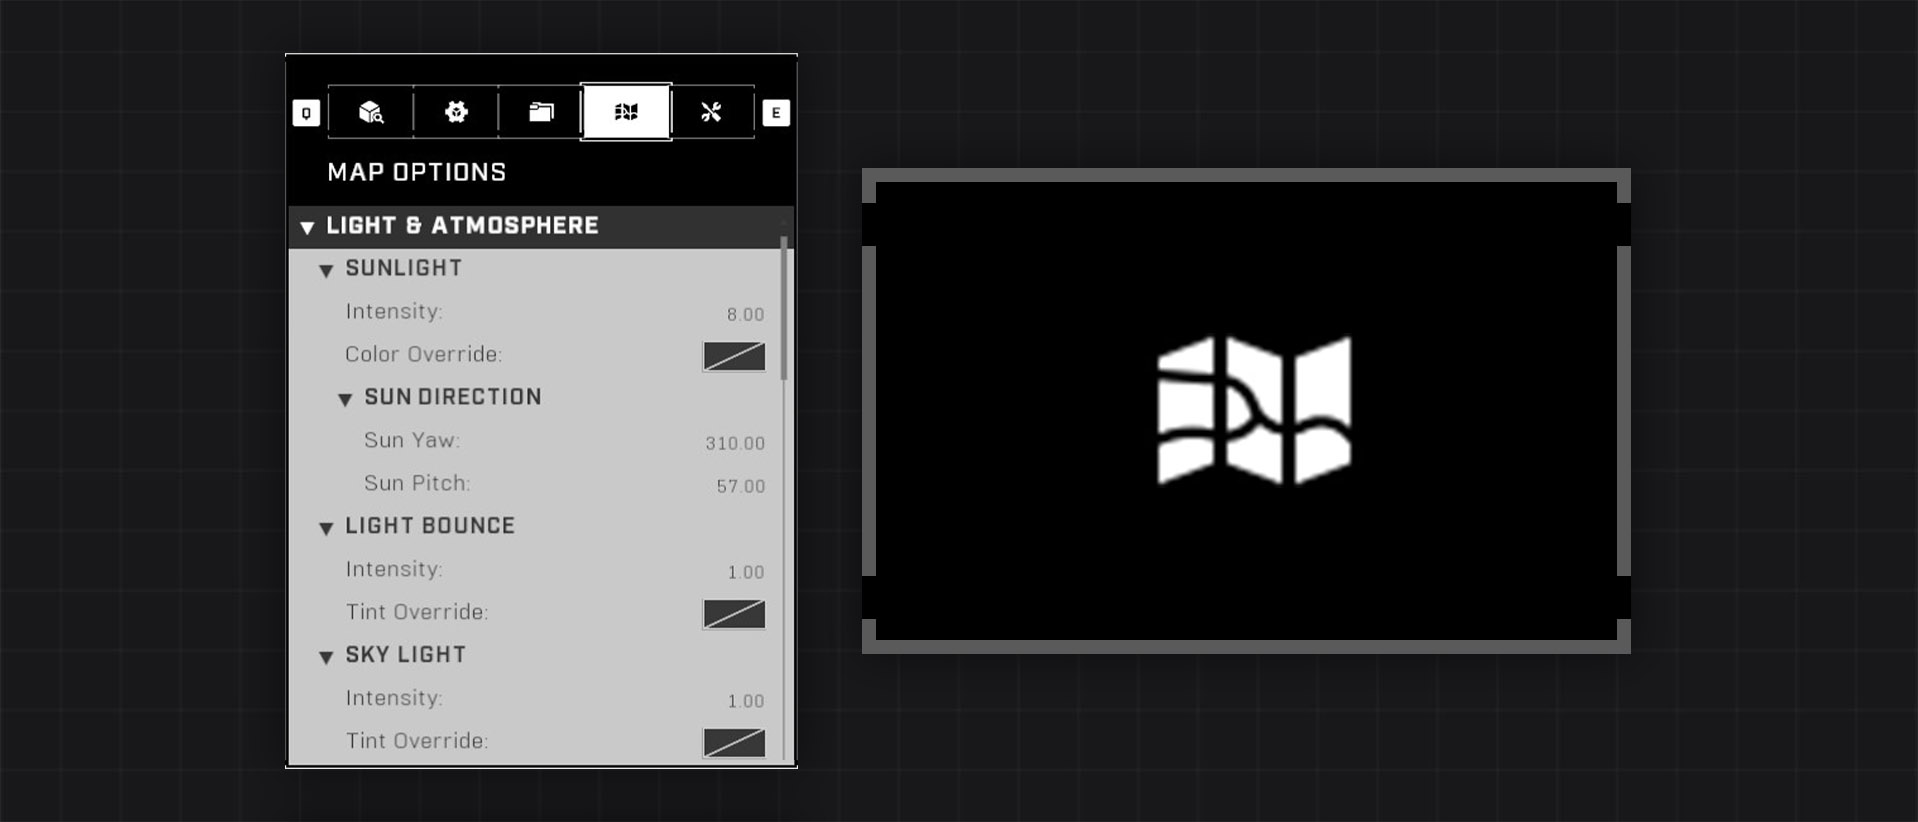 Q E
MAP OPTIONS
LIGHT & ATMOSPHERE
SUNLIGHT
Intensity: 8.00
Color Override:
SUN DIRECTION
Sun Yaw: 310.00
Sun Pitch: 57.00
LIGHT BOUNCE
Intensity: 1.00
Tint Override:
SKY LIGHT
Intensity: 1.00
Tint Override: